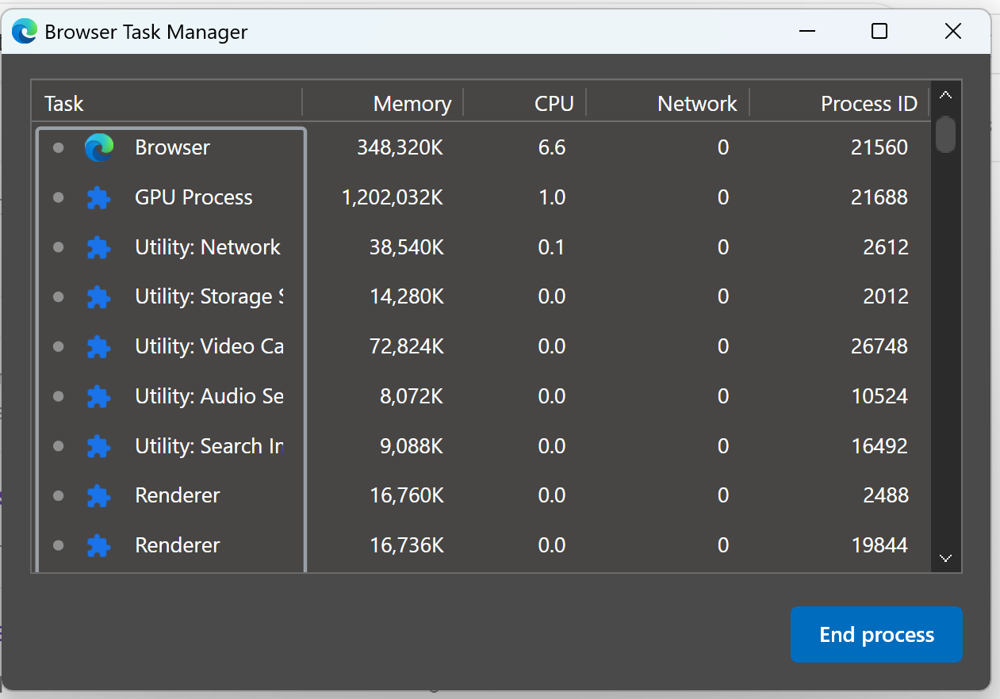 Browser Task Manager
Task Memory CPU Network Process ID
Browser 348,320K 6.6 0 21560
GPU Process 1,202,032K 1.0 0 21688
Utility: Network 38,540K 0.1 0 2612
Utility: Storage S 14,280K 0.0 0 2012
Utility: Video Ca 72,824K 0.0 0 26748
Utility: Audio Se 8,072K 0.0 0 10524
Utility: Search In 9,088K 0.0 0 16492
Renderer 16,760K 0.0 0 2488
Renderer 16,736K 0.0 0 19844
End process